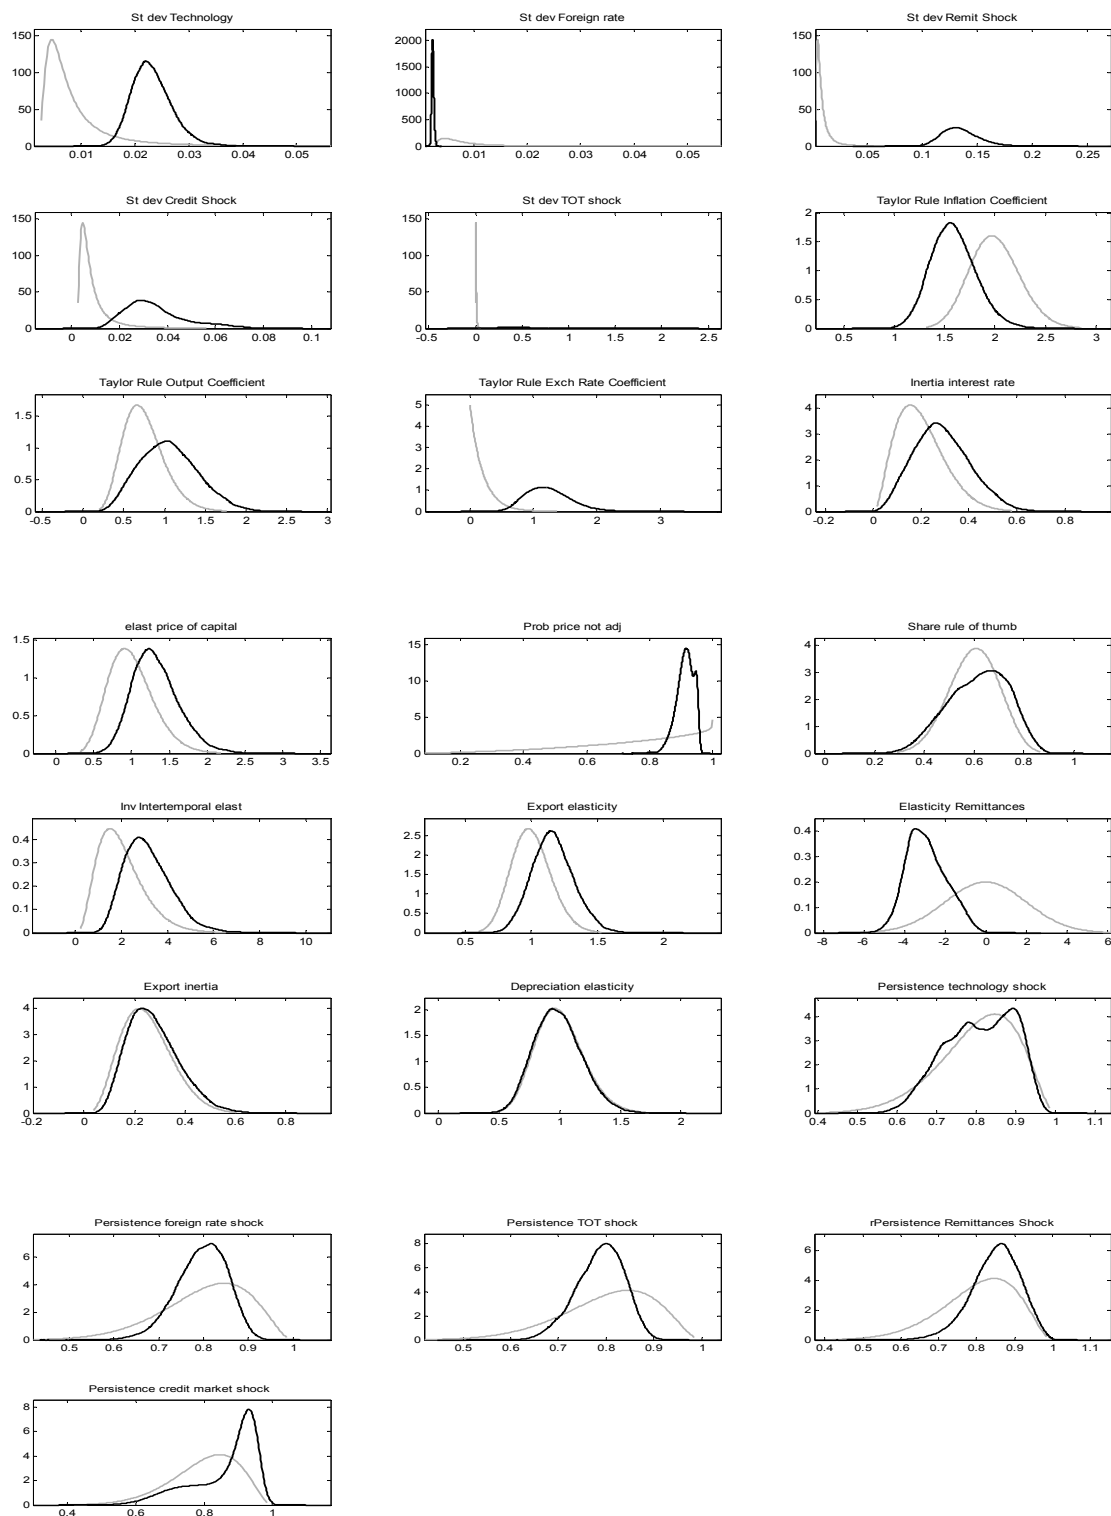 St dev Technology
St dev Foreign rate
St dev Remit Shock
150
100
50
0
0.01 0.02 0.03 0.04 0.05
2000
1500
1000
500
0
0.01 0.02 0.03 0.04 0.05
150
100
50
0
0.05 0.1 0.15 0.2 0.25
St dev Credit Shock
St dev TOT shock
Taylor Rule Inflation Coefficient
150
100
50
0
0 0.02 0.04 0.06 0.08 0.1
150
100
50
0
-0.5 0 0.5 1 1.5 2 2.5
2
1.5
1
0.5
0
0.5 1 1.5 2 2.5 3
Taylor Rule Output Coefficient
Taylor Rule Exch Rate Coefficient
Inertia interest rate
1.5
1
0.5
0
-0.5 0 0.5 1 1.5 2 2.5 3
5
4
3
2
1
0
0 1 2 3
4
3
2
1
0
-0.2 0 0.2 0.4 0.6 0.8
elast price of capital
Prob price not adj
Share rule of thumb
1.5
1
0.5
0
0 0.5 1 1.5 2 2.5 3 3.5
15
10
5
0
0.2 0.4 0.6 0.8 1
4
3
2
1
0
0 0.2 0.4 0.6 0.8 1
Inv Intertemporal elast
Export elasticity
Elasticity Remittances
0.4
0.3
0.2
0.1
0
0 2 4 6 8 10
2.5
2
1.5
1
0.5
0
0.5 1 1.5 2
0.4
0.3
0.2
0.1
0
-8 -6 -4 -2 0 2 4 6
Export inertia
Depreciation elasticity
Persistence technology shock
4
3
2
1
0
-0.2 0 0.2 0.4 0.6 0.8
2
1.5
1
0.5
0
0 0.5 1 1.5 2
4
3
2
1
0
0.4 0.5 0.6 0.7 0.8 0.9 1 1.1
Persistence foreign rate shock
Persistence TOT shock
rPersistence Remittances Shock
6
4
2
0
0.5 0.6 0.7 0.8 0.9 1
8
6
4
2
0
0.5 0.6 0.7 0.8 0.9 1
6
4
2
0
0.4 0.5 0.6 0.7 0.8 0.9 1 1.1
Persistence credit market shock
8
6
4
2
0
0.4 0.6 0.8 1